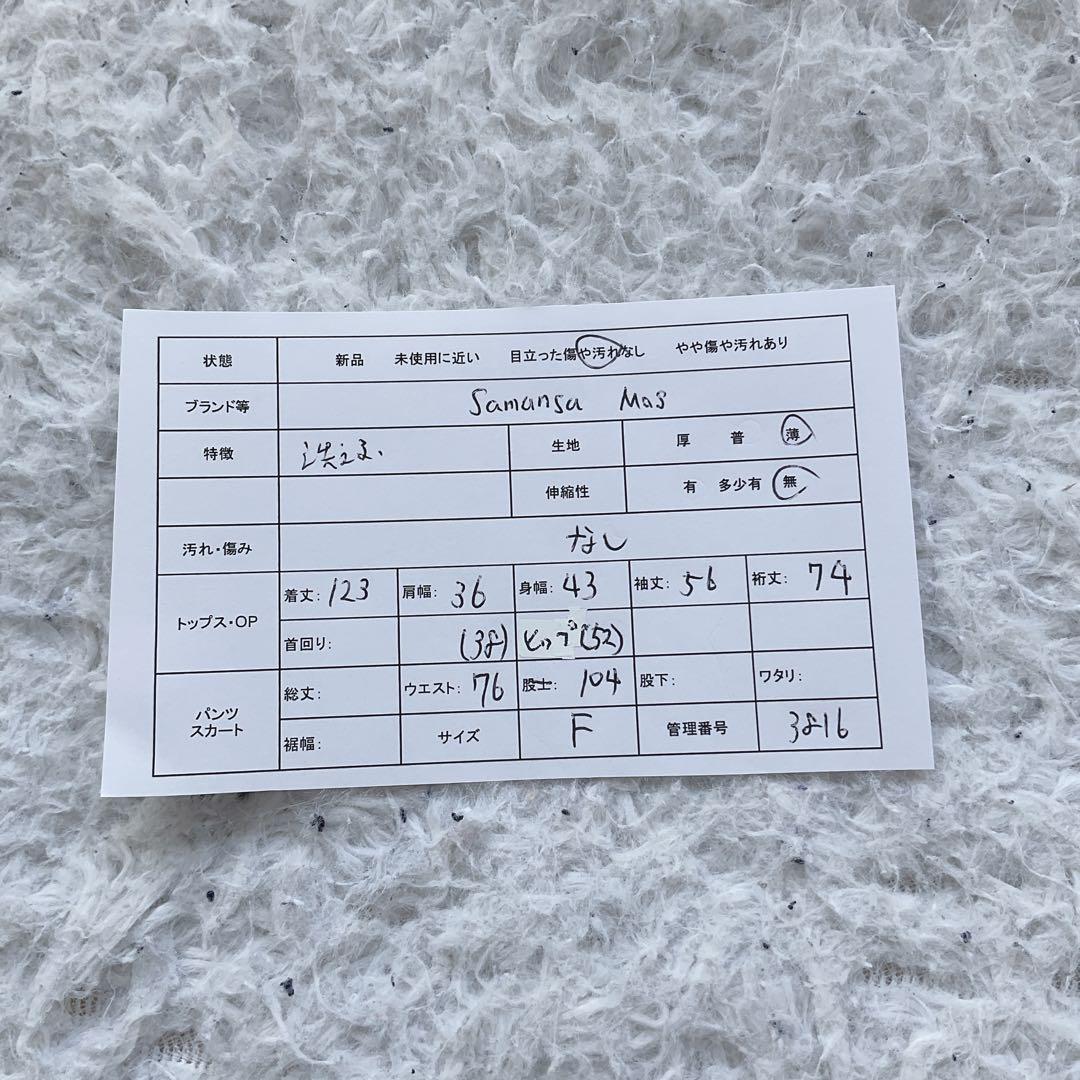 状態 新品 未使用に近い 目立った傷や汚れなし やや傷や汚れあり
ブランド等 Samansa Mos
特徴 洗える 生地 厚 普 薄
伸縮性 有 多少有 無
汚れ・傷み なし
トップス・OP 着丈: 123 肩幅: 36 身幅: 43 袖丈: 56 裄丈: 74
首回り: (38) ヒップ(52)
パンツ スカート 総丈: ウエスト: 76 股上: 104 股下: ワタリ:
裾幅: サイズ F 管理番号 3816